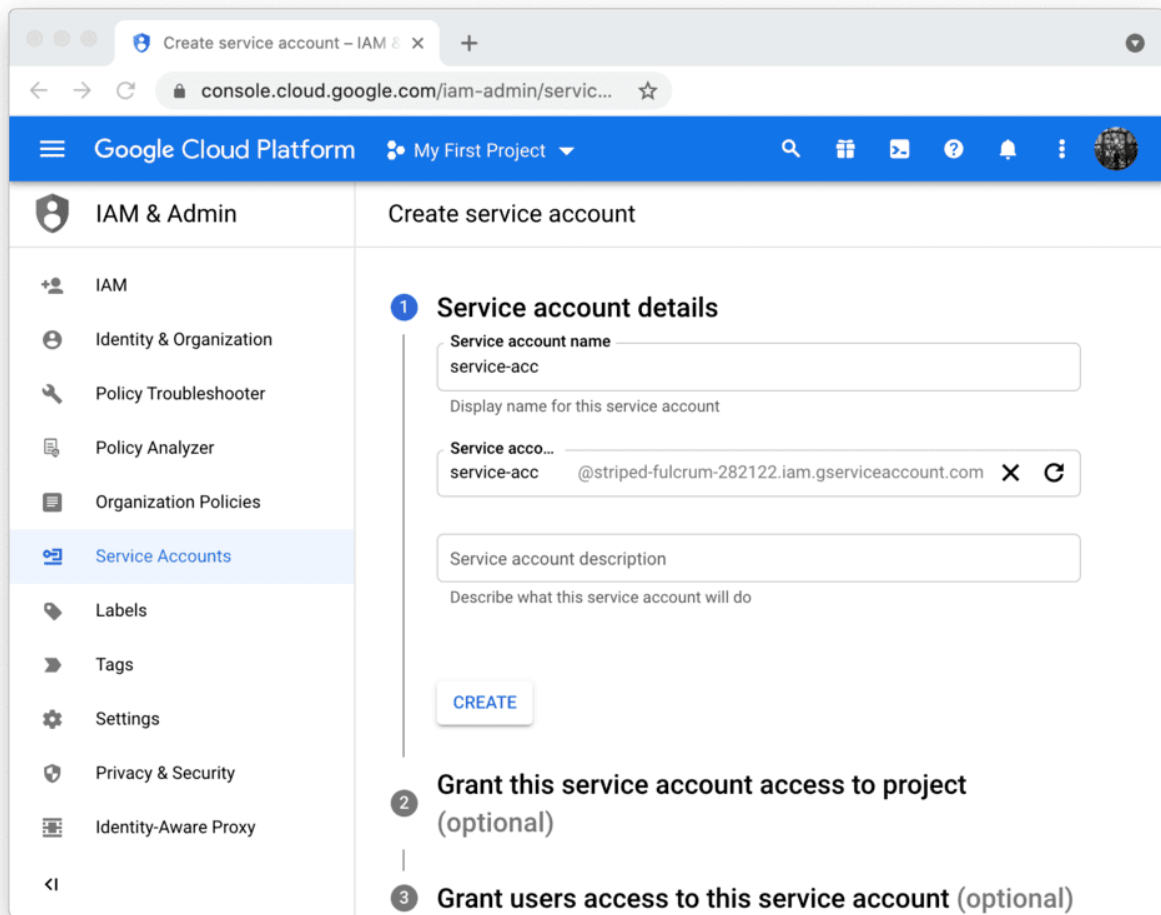 Create service account – IAM &
console.cloud.google.com/iam-admin/servic...
Google Cloud Platform
My First Project
IAM & Admin
Create service account
IAM
Identity & Organization
Policy Troubleshooter
Policy Analyzer
Organization Policies
Service Accounts
Labels
Tags
Settings
Privacy & Security
Identity-Aware Proxy
1 Service account details
Service account name
service-acc
Display name for this service account
Service acco...
service-acc @striped-fulcrum-282122.iam.gserviceaccount.com
Service account description
Describe what this service account will do
CREATE
2 Grant this service account access to project
(optional)
3 Grant users access to this service account (optional)